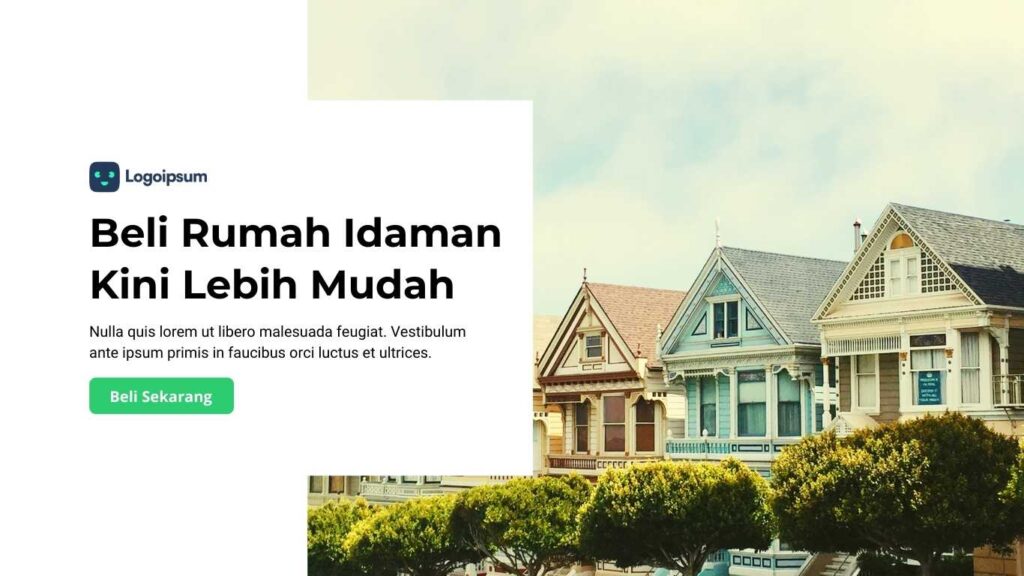 Logoipsum
Beli Rumah Idaman
Kini Lebih Mudah
Nulla quis lorem ut libero malesuada feugiat. Vestibulum
ante ipsum primis in faucibus orci luctus et ultrices.
Beli Sekarang